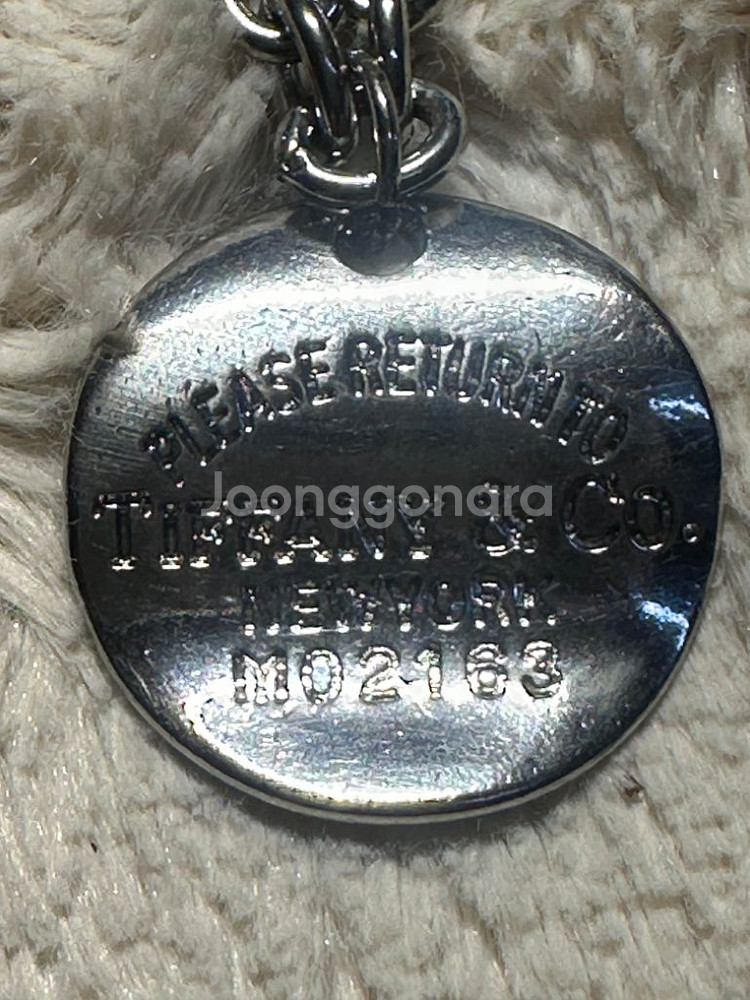 PLEASE RETURN TO
TIFFANY & CO.
NEW YORK
M02163
Joonggonara